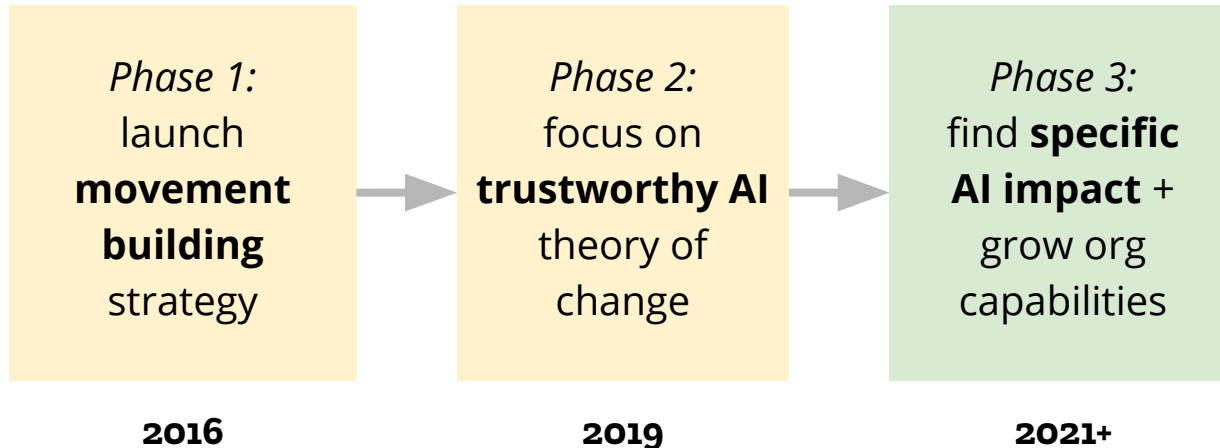 Phase 1:
launch
movement
building
strategy
Phase 2:
focus on
trustworthy AI
theory of
change
Phase 3:
find specific
AI impact +
grow org
capabilities
2016
2019
2021+